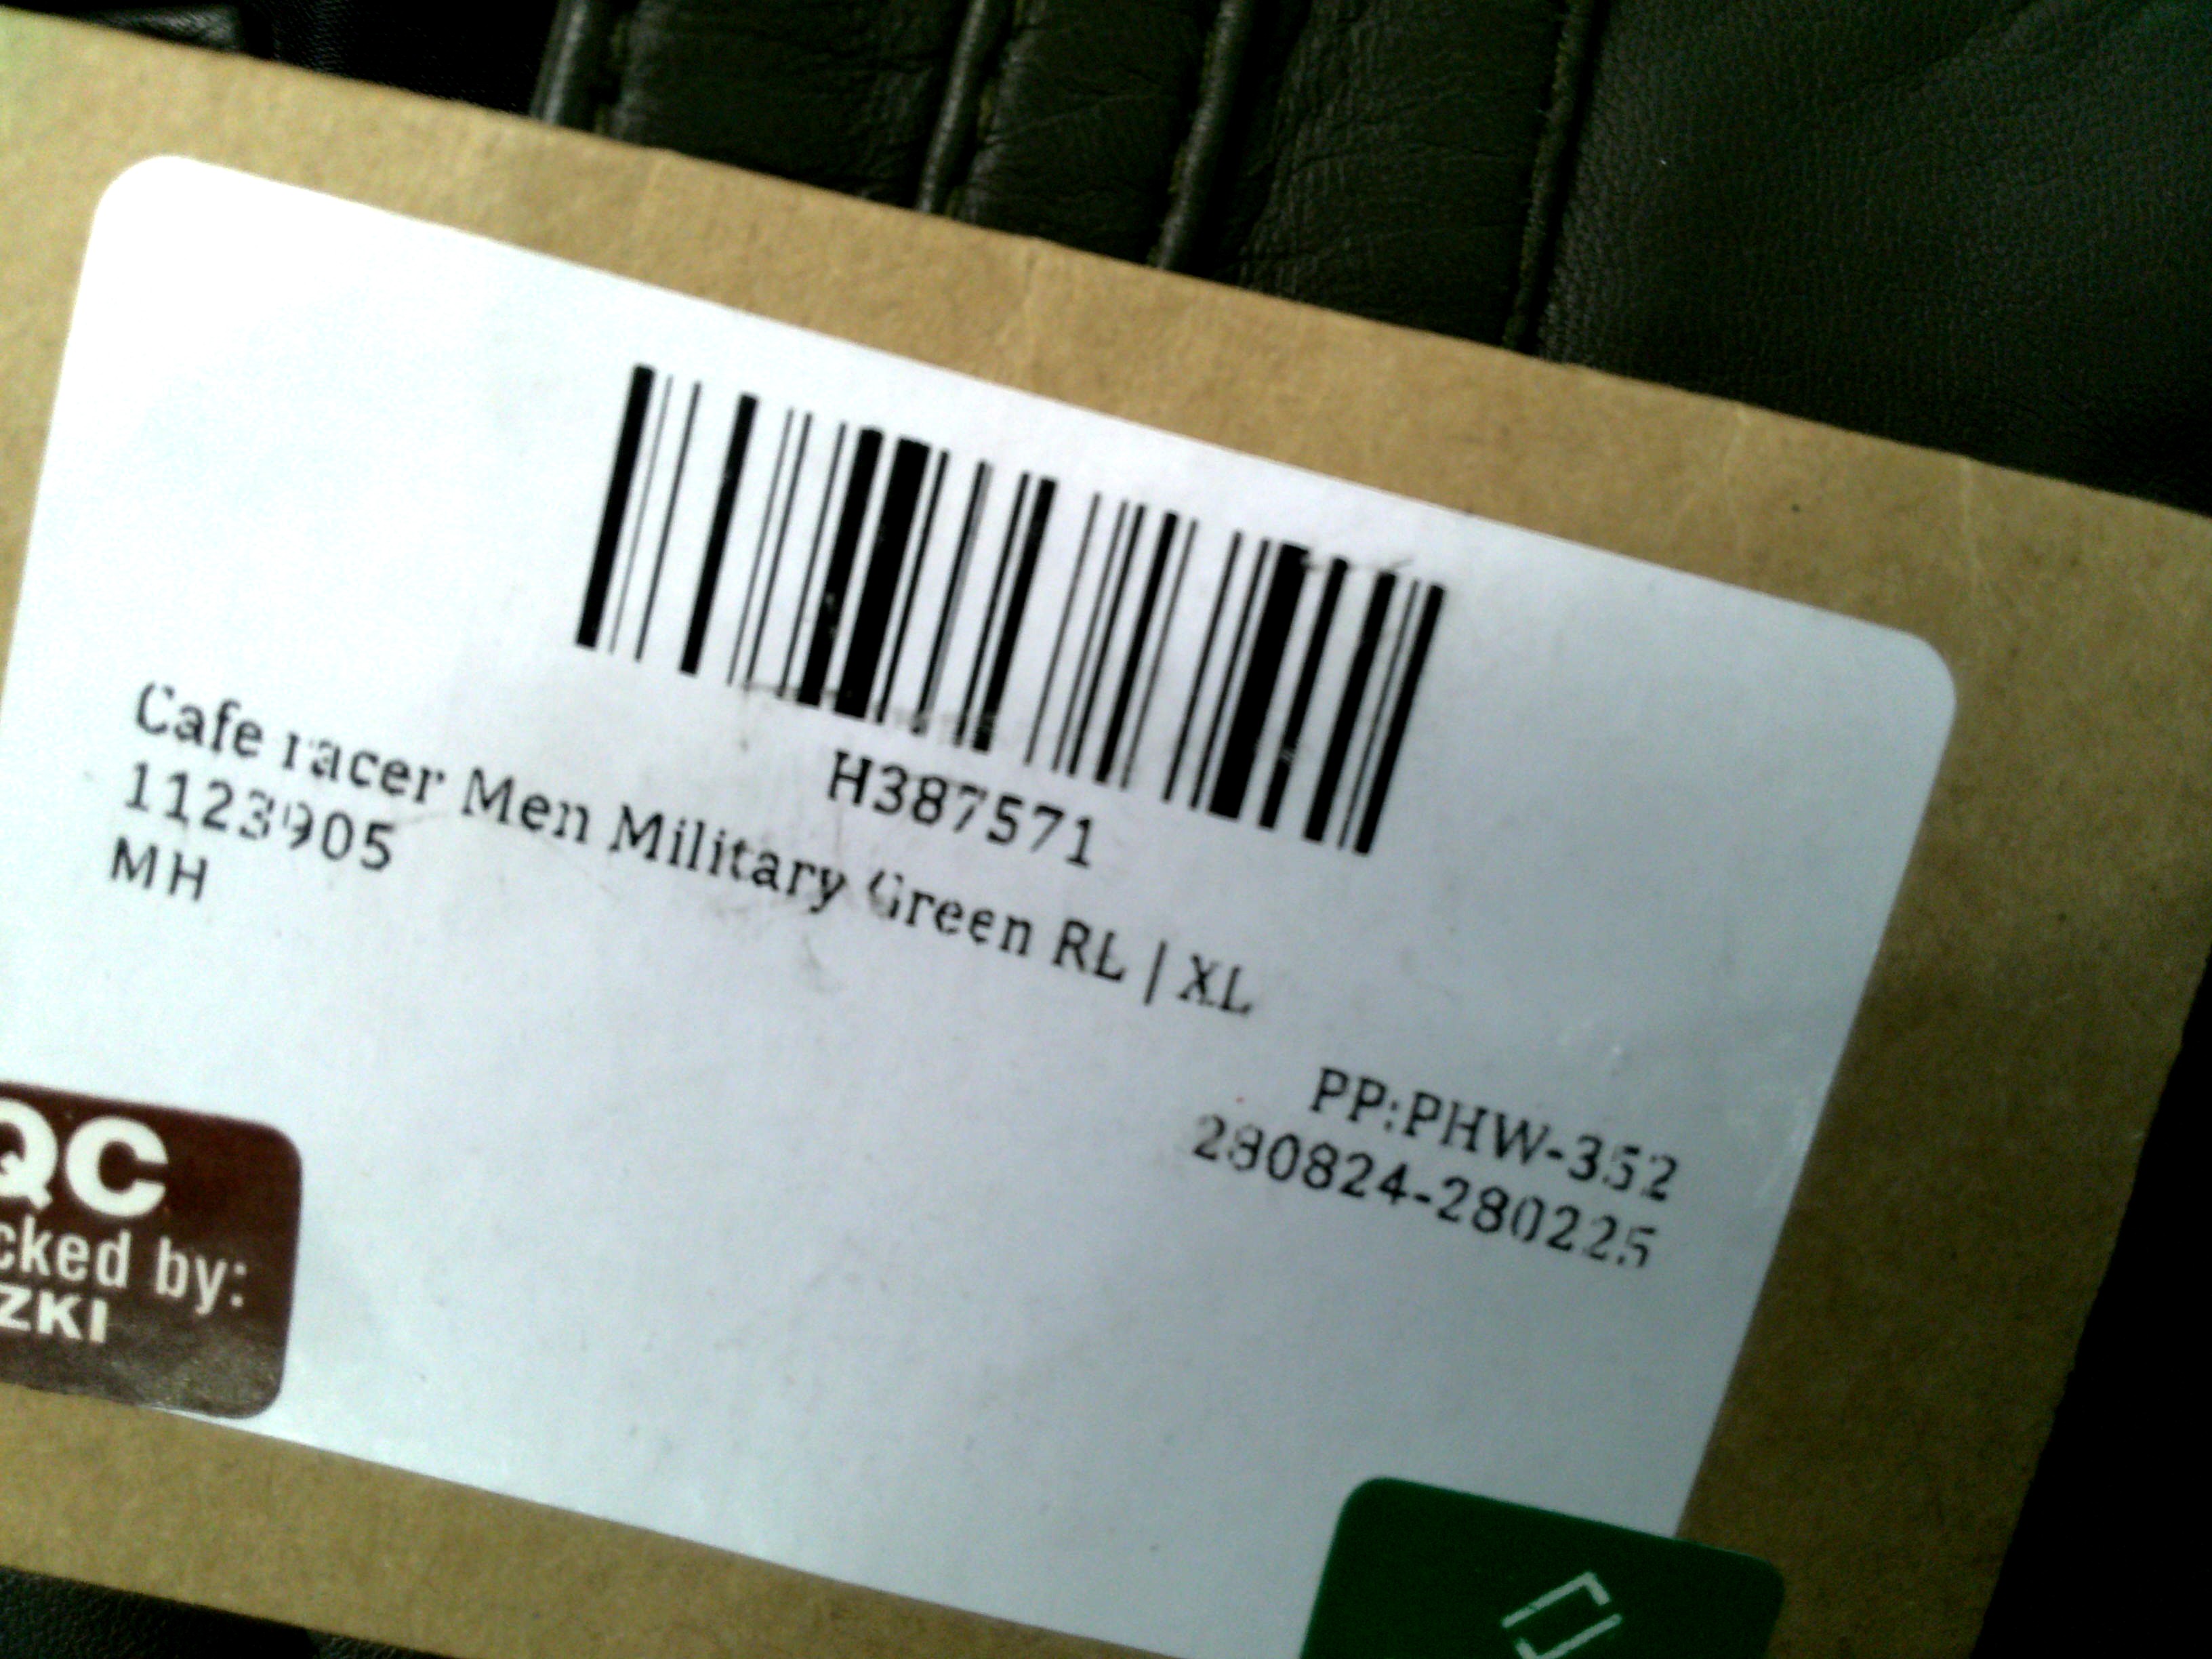 H387571
Cafe racer Men Military Green RL | XL
1123905
MH
PP:PHW-352
280824-280225
QC
cked by:
ZKI